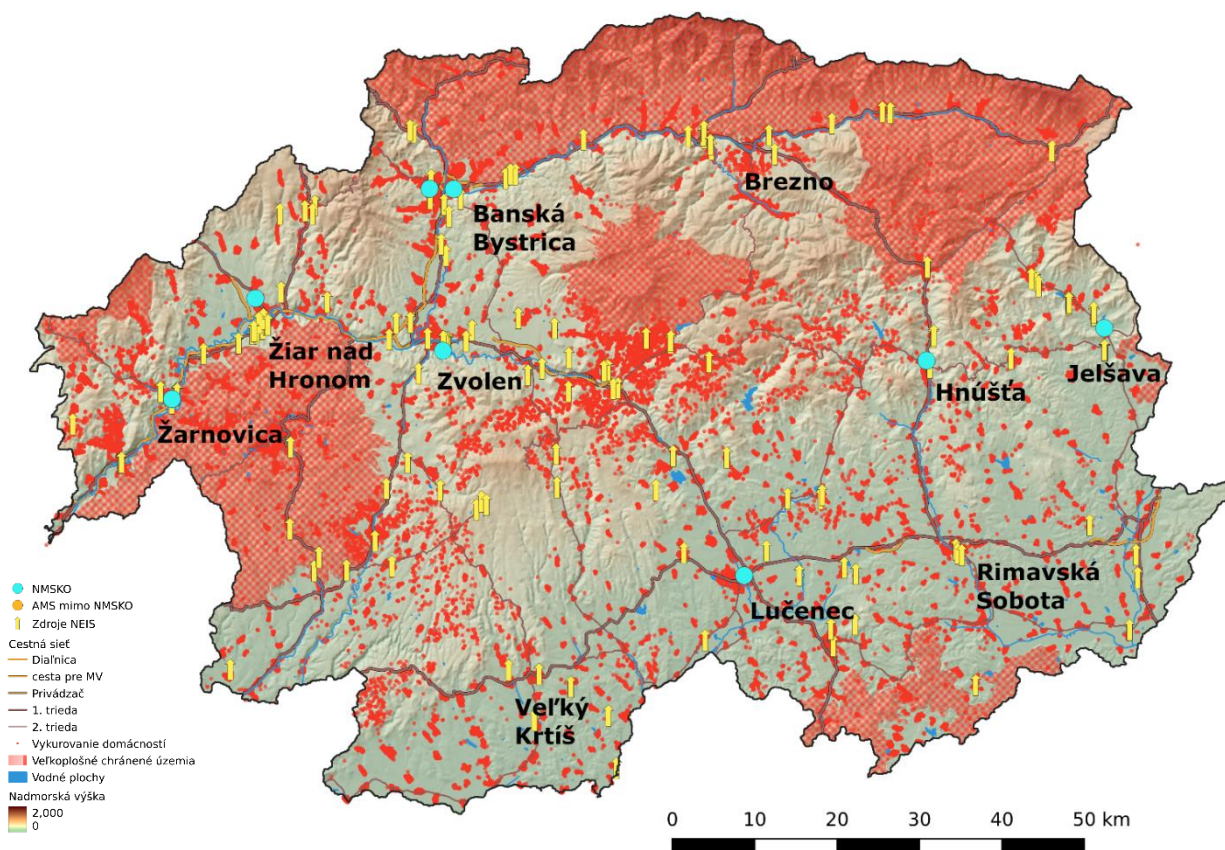 Brezno
Banská
Bystrica
Žiar nad
Hronom
Zvolen
Jelšava
Hnúšťa
Žarnovica
Rimavská
Sobota
Lučenec
Veľký
Krtíš
NMSKO
AMS mimo NMSKO
Zdroje NEIS
Cestná sieť
Diaľnica
cesta pre MV
Privádzač
1. trieda
2. trieda
Vykurovanie domácností
Veľkoplošné chránené územia
Vodné plochy
Nadmorská výška
2,000
0
0 10 20 30 40 50 km